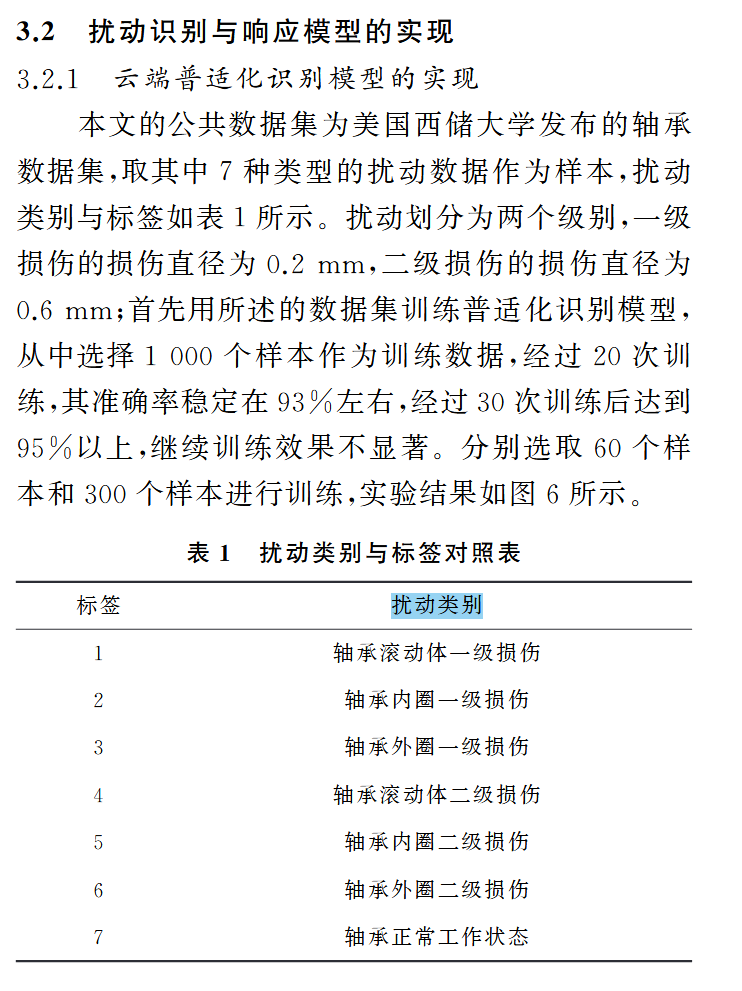 3.2 扰动识别与响应模型的实现
3.2.1 云端普适化识别模型的实现
本文的公共数据集为美国西储大学发布的轴承
数据集,取其中 7 种类型的扰动数据作为样本,扰动
类别与标签如表 1 所示。扰动划分为两个级别,一级
损伤的损伤直径为 0.2 mm,二级损伤的损伤直径为
0.6 mm;首先用所述的数据集训练普适化识别模型,
从中选择 1 000 个样本作为训练数据,经过 20 次训
练,其准确率稳定在 93%左右,经过 30 次训练后达到
95%以上,继续训练效果不显著。分别选取 60 个样
本和 300 个样本进行训练,实验结果如图 6 所示。
表 1 扰动类别与标签对照表
标签 扰动类别
1 轴承滚动体一级损伤
2 轴承内圈一级损伤
3 轴承外圈一级损伤
4 轴承滚动体二级损伤
5 轴承内圈二级损伤
6 轴承外圈二级损伤
7 轴承正常工作状态